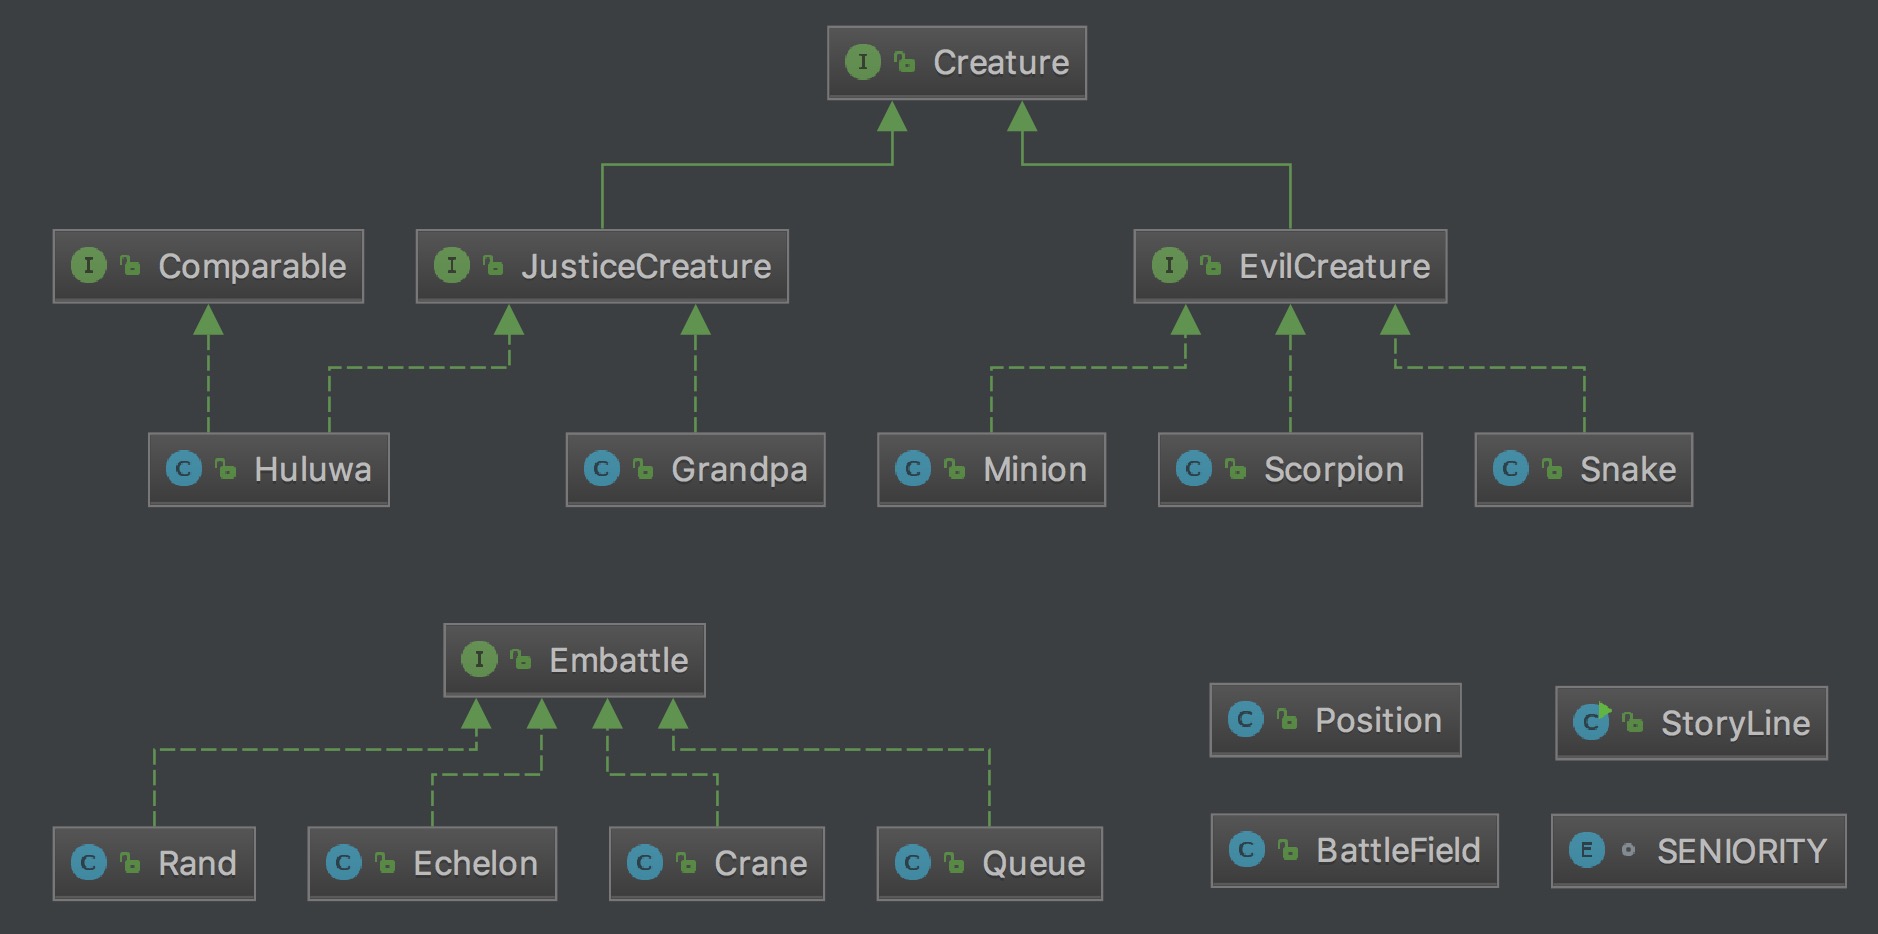 I Creature
I Comparable
I JusticeCreature
I EvilCreature
C Huluwa
C Grandpa
C Minion
C Scorpion
C Snake
I Embattle
C Position
C StoryLine
C Rand
C Echelon
C Crane
C Queue
C BattleField
E SENIORITY